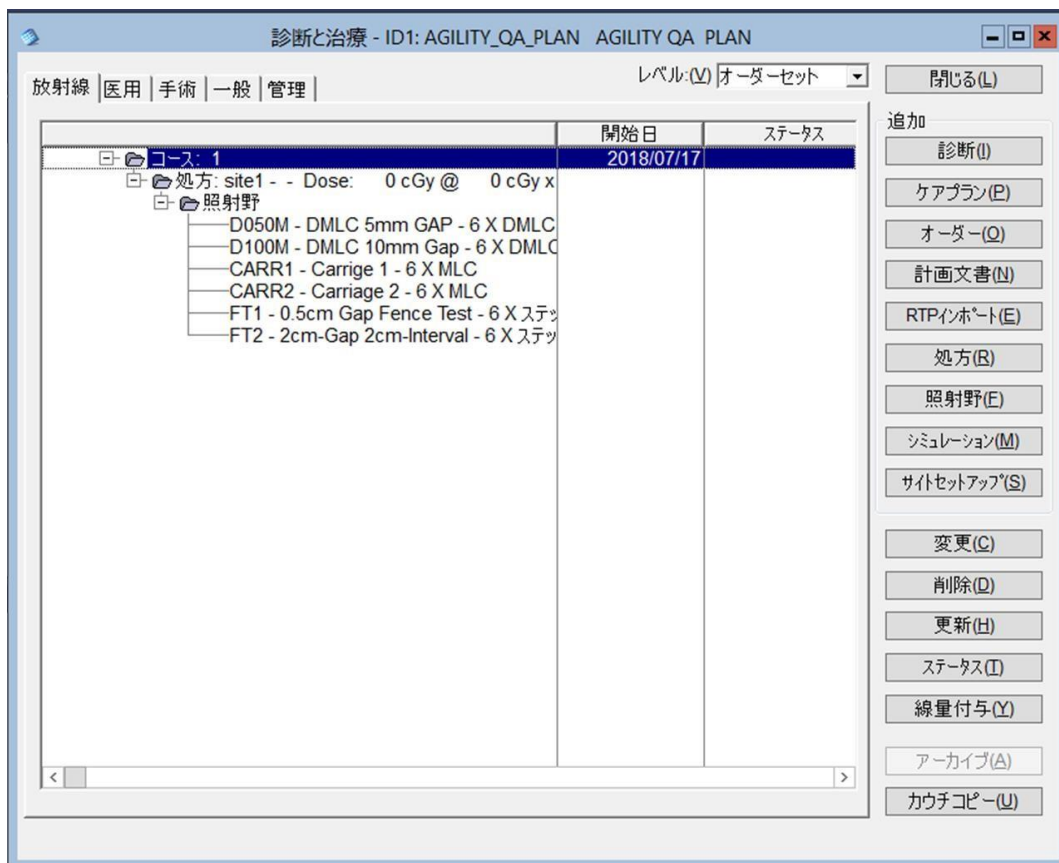 診断と治療 - ID1: AGILITY_QA_PLAN AGILITY QA PLAN
放射線 医用 手術 一般 管理
レベル:(V) オーダーセット
閉じる(L)
開始日 ステータス
コース: 1 2018/07/17
処方: site1 - - Dose: 0 cGy @ 0 cGy x
照射野
D050M - DMLC 5mm GAP - 6 X DMLC
D100M - DMLC 10mm Gap - 6 X DMLC
CARR1 - Carrige 1 - 6 X MLC
CARR2 - Carriage 2 - 6 X MLC
FT1 - 0.5cm Gap Fence Test - 6 X ステッ
FT2 - 2cm-Gap 2cm-Interval - 6 X ステッ
追加
診断(I)
ケアプラン(P)
オーダー(O)
計画文書(N)
RTPインポート(E)
処方(R)
照射野(F)
シミュレーション(M)
サイトセットアップ(S)
変更(C)
削除(D)
更新(H)
ステータス(T)
線量付与(Y)
アーカイブ(A)
カウチコピー(U)